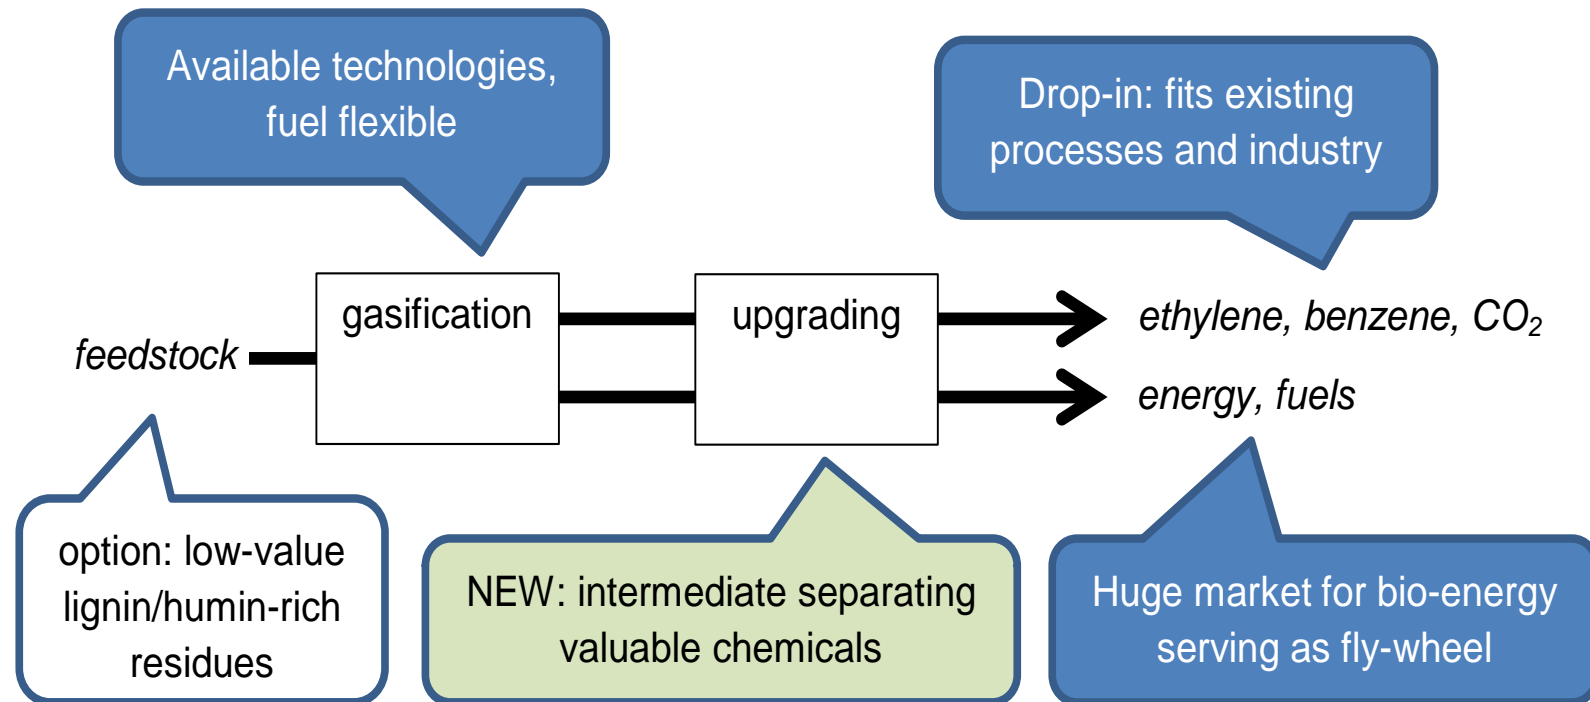 Available technologies,
fuel flexible
Drop-in: fits existing
processes and industry
gasification
upgrading
ethylene, benzene, CO₂
feedstock
energy, fuels
option: low-value
lignin/humin-rich
residues
NEW: intermediate separating
valuable chemicals
Huge market for bio-energy
serving as fly-wheel